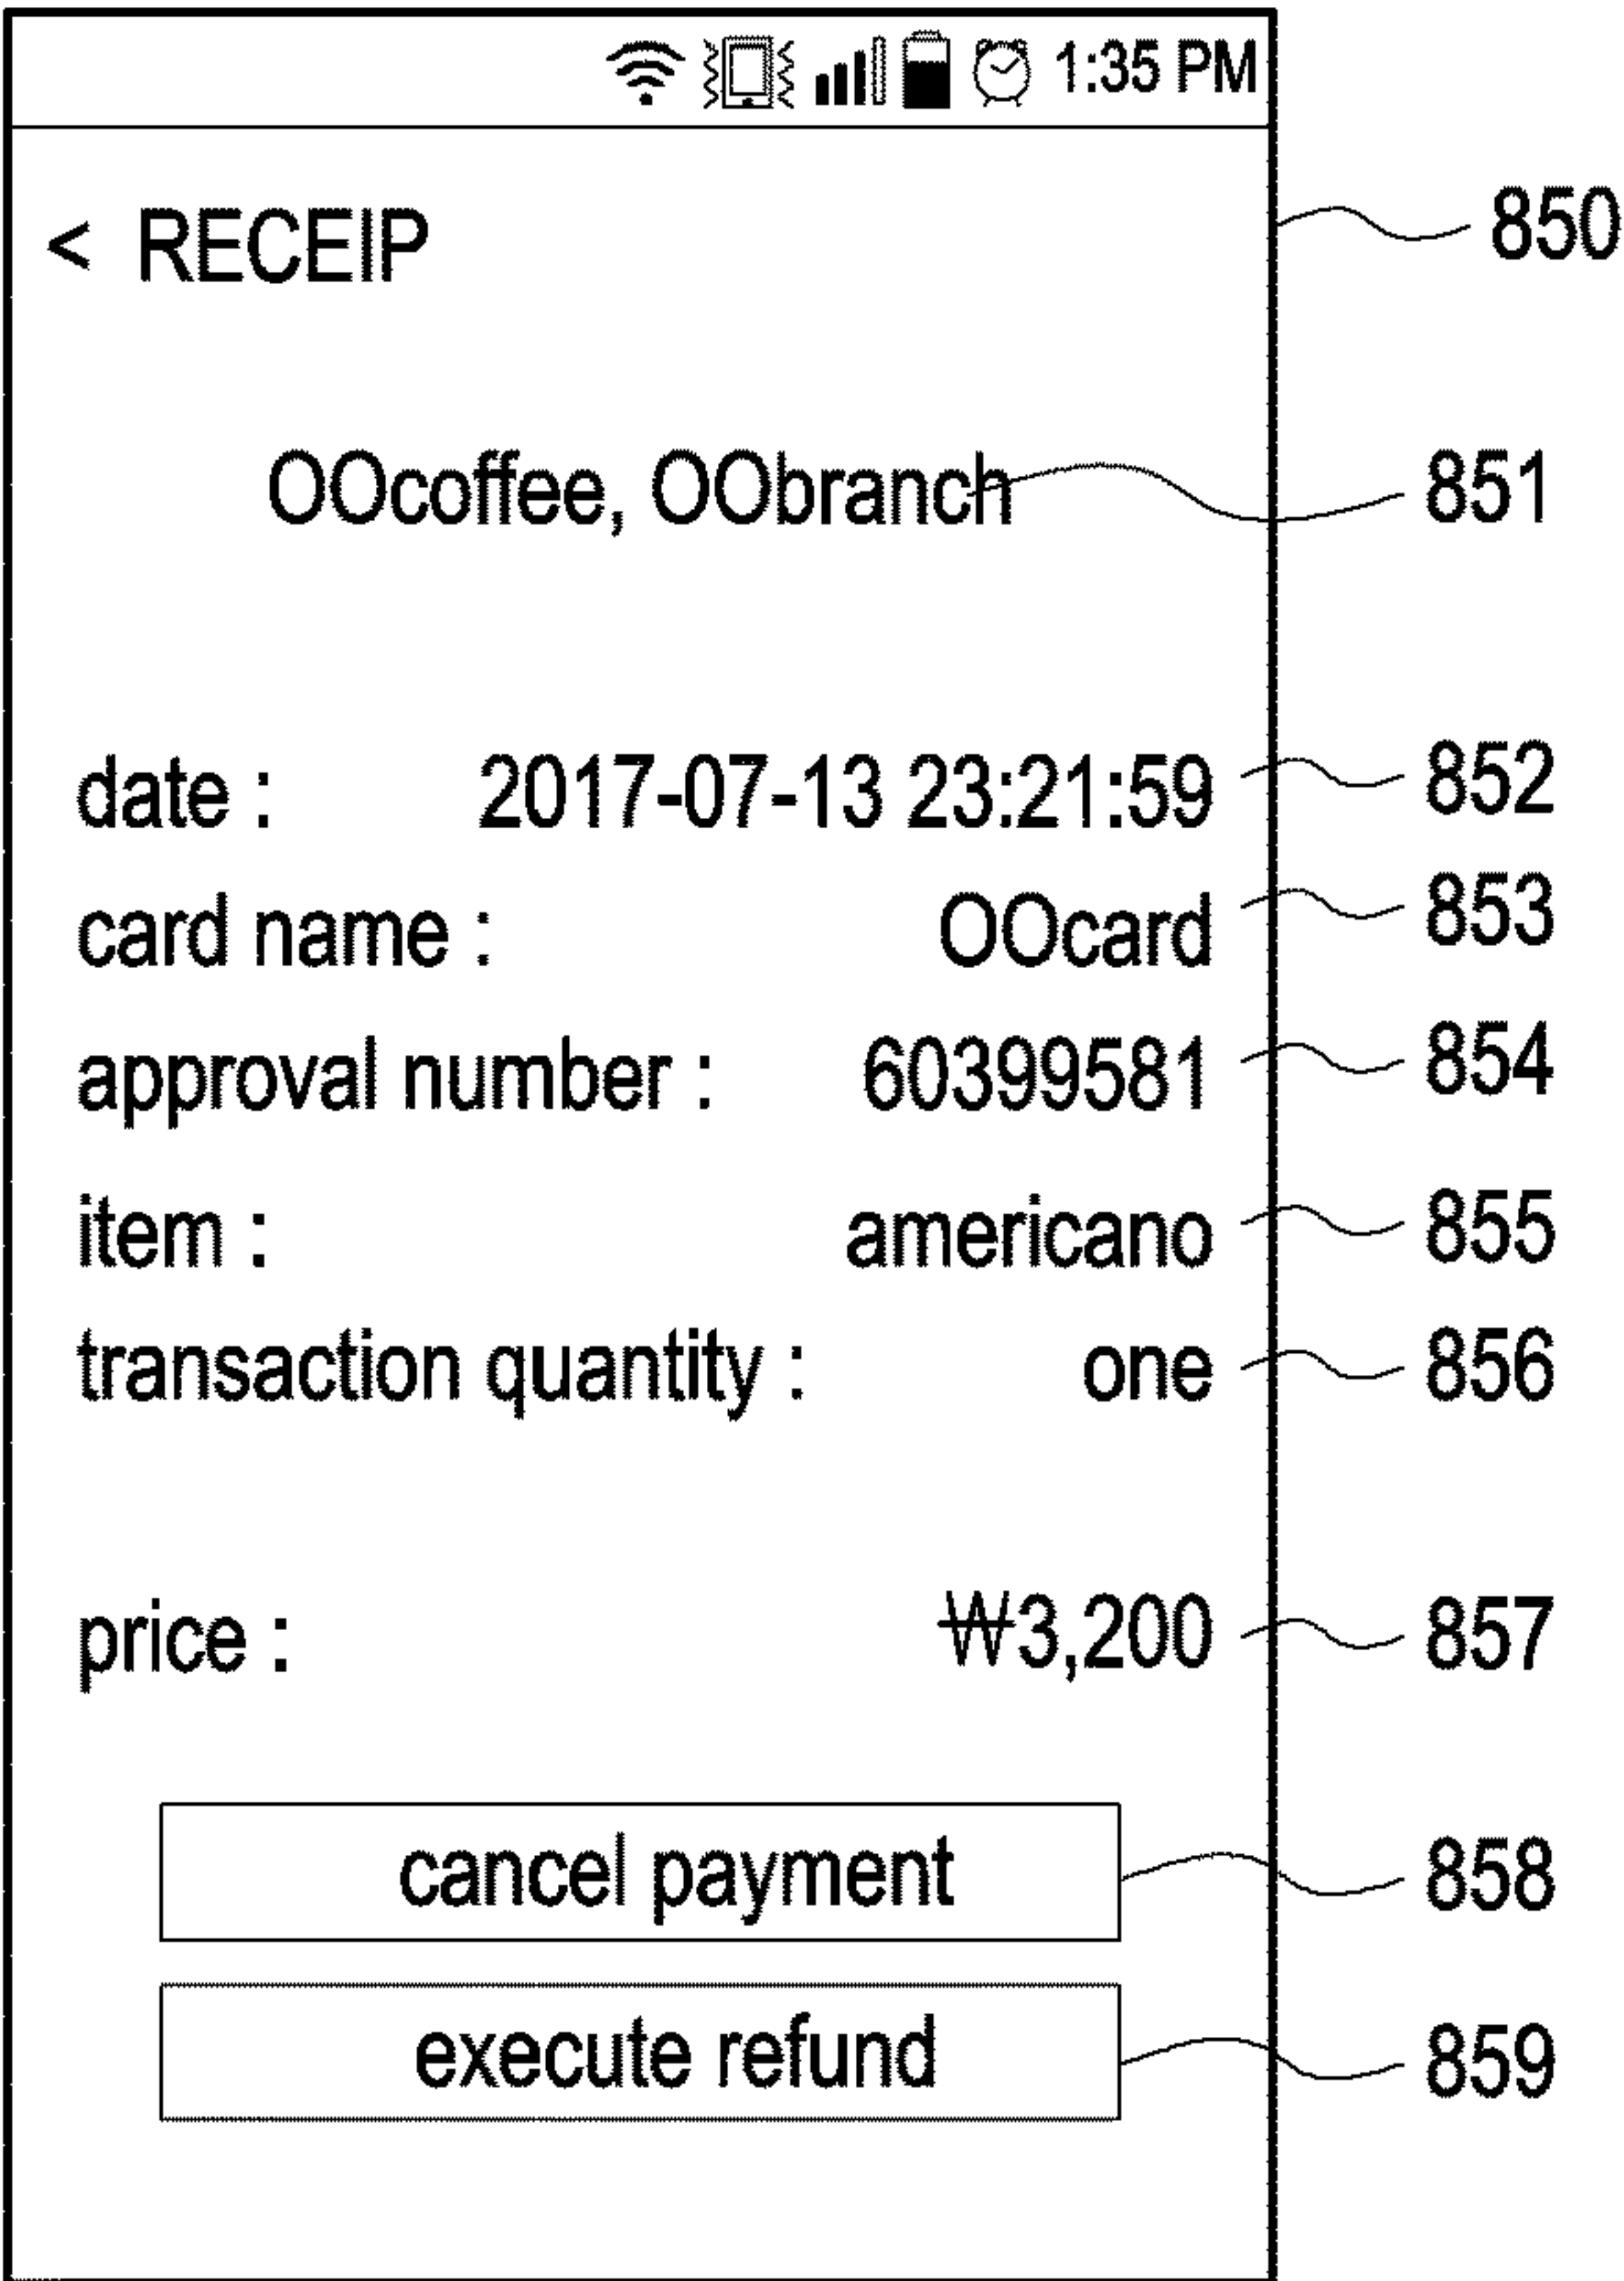 1:35 PM
< RECEIP 850
OOcoffee, OObranch 851
date : 2017-07-13 23:21:59 852
card name : OOcard 853
approval number : 60399581 854
item : americano 855
transaction quantity : one 856
price : ₩3,200 857
cancel payment 858
execute refund 859